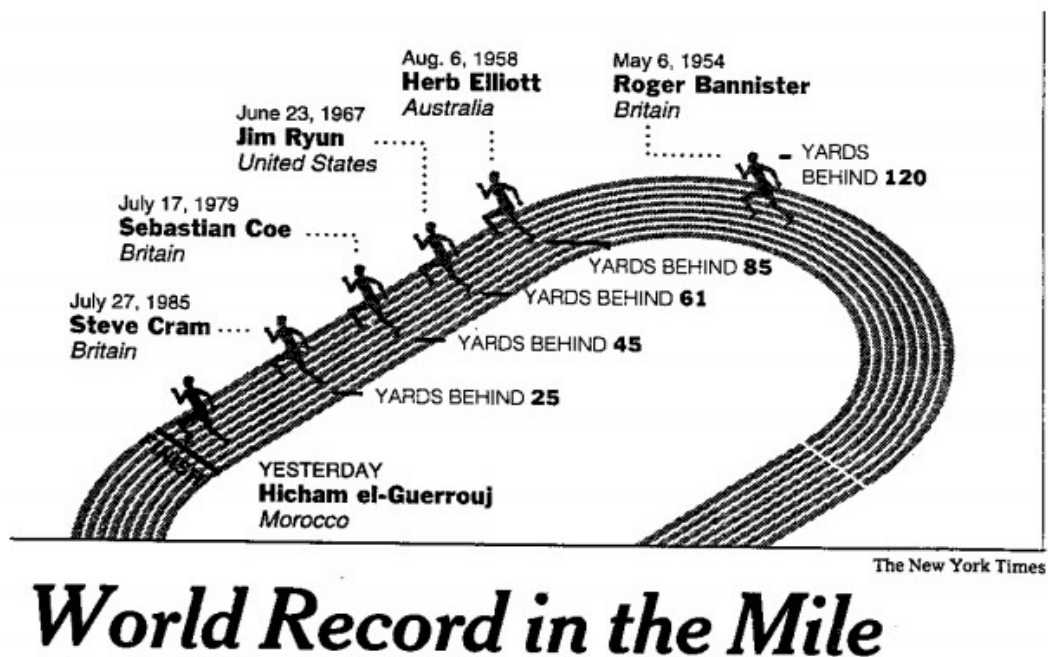 Aug. 6, 1958
Herb Elliott
Australia
May 6, 1954
Roger Bannister
Britain
June 23, 1967
Jim Ryun
United States
YARDS
BEHIND 120
July 17, 1979
Sebastian Coe
Britain
YARDS BEHIND 85
YARDS BEHIND 61
July 27, 1985
Steve Cram
Britain
YARDS BEHIND 45
YARDS BEHIND 25
FINISH
YESTERDAY
Hicham el-Guerrouj
Morocco
The New York Times
World Record in the Mile